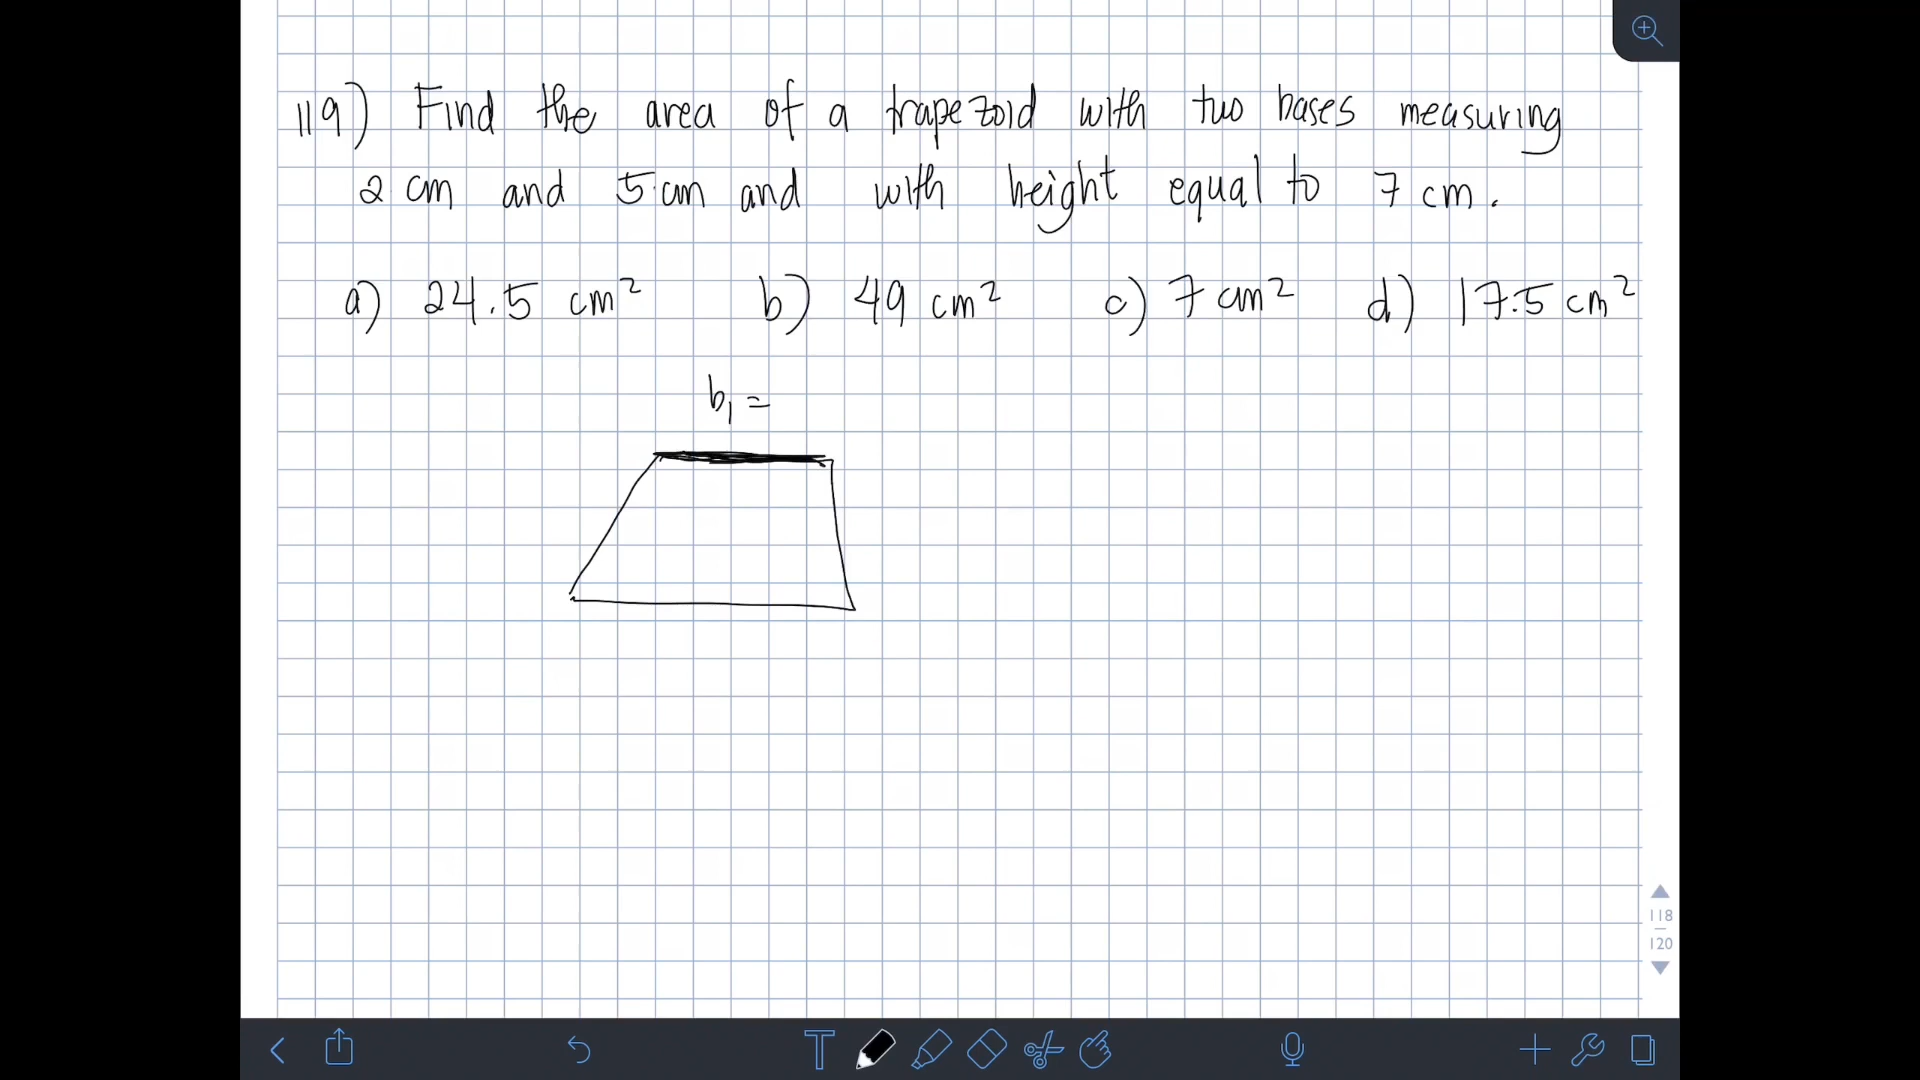 119) Find the area of a trapezoid with two bases measuring
2 cm and 5 cm and with height equal to 7 cm.
a) 24.5 cm² b) 49 cm² c) 7 cm² d) 17.5 cm²
b₁ =
118
120
T